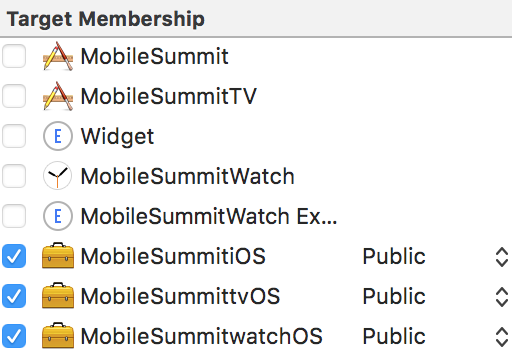 Target Membership
MobileSummit
MobileSummitTV
E Widget
MobileSummitWatch
E MobileSummitWatch Ex...
MobileSummitiOS Public
MobileSummittvOS Public
MobileSummitwatchOS Public